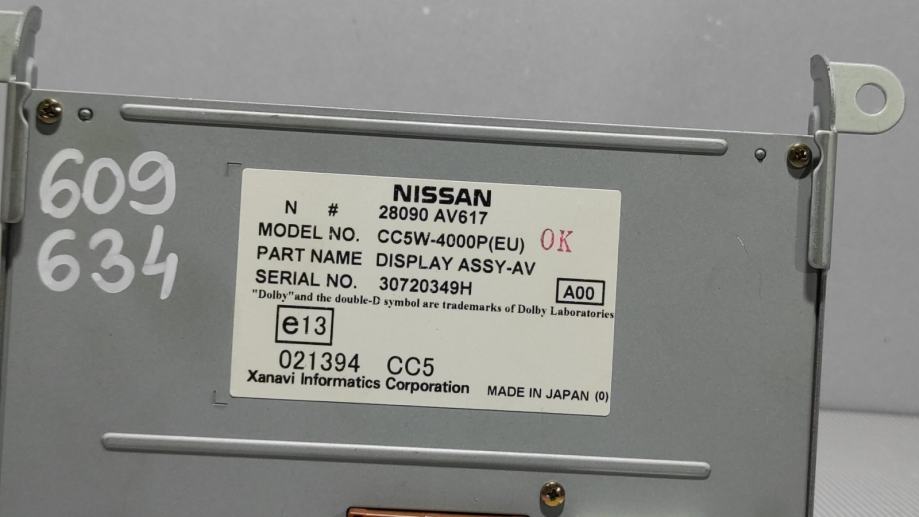 609
634
NISSAN
N # 28090 AV617
MODEL NO. CC5W-4000P(EU) OK
PART NAME DISPLAY ASSY-AV
SERIAL NO. 30720349H A00
"Dolby"and the double-D symbol are trademarks of Dolby Laboratories
e13
021394 CC5
Xanavi Informatics Corporation MADE IN JAPAN (0)